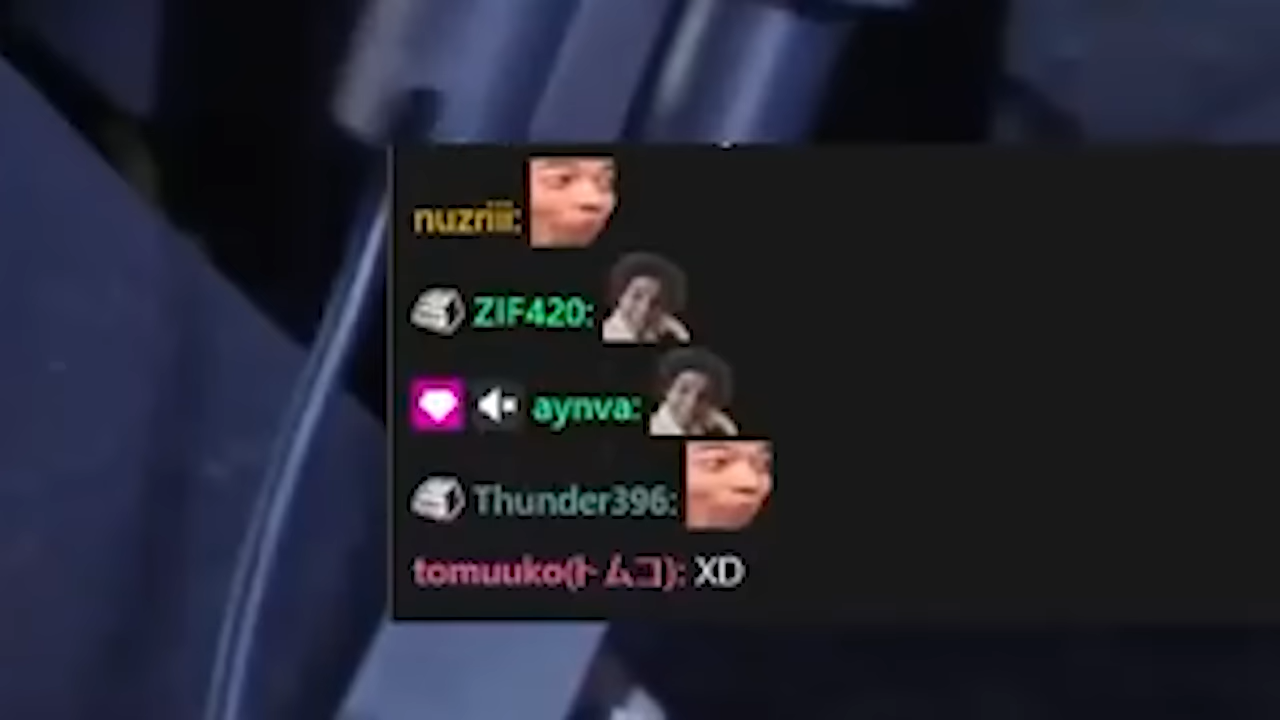 nuzriii:
ZIF420:
aynva:
Thunder396:
tomuuko(トムコ): XD